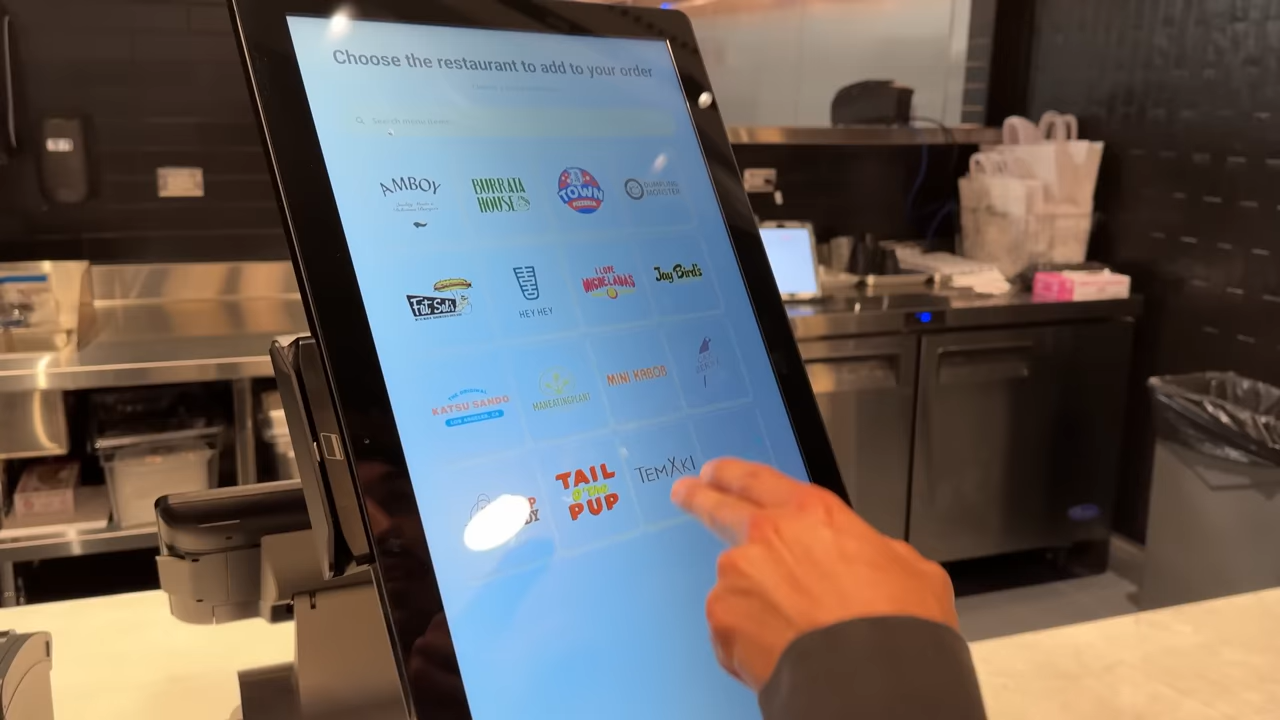 Choose the restaurant to add to your order
AMBOY
BURRATA
HOUSE
D
TOWN
PIZZERIA
DUMPLING
MONSTER
Fat Sal's
HEY HEY
I LOVE
MICHELADAS
Jay Bird's
THE ORIGINAL
KATSU SANDO
LOS ANGELES, CA
MANEATINGPLANT
MINI KABOB
TAIL
O' The
PUP
TEMAKI